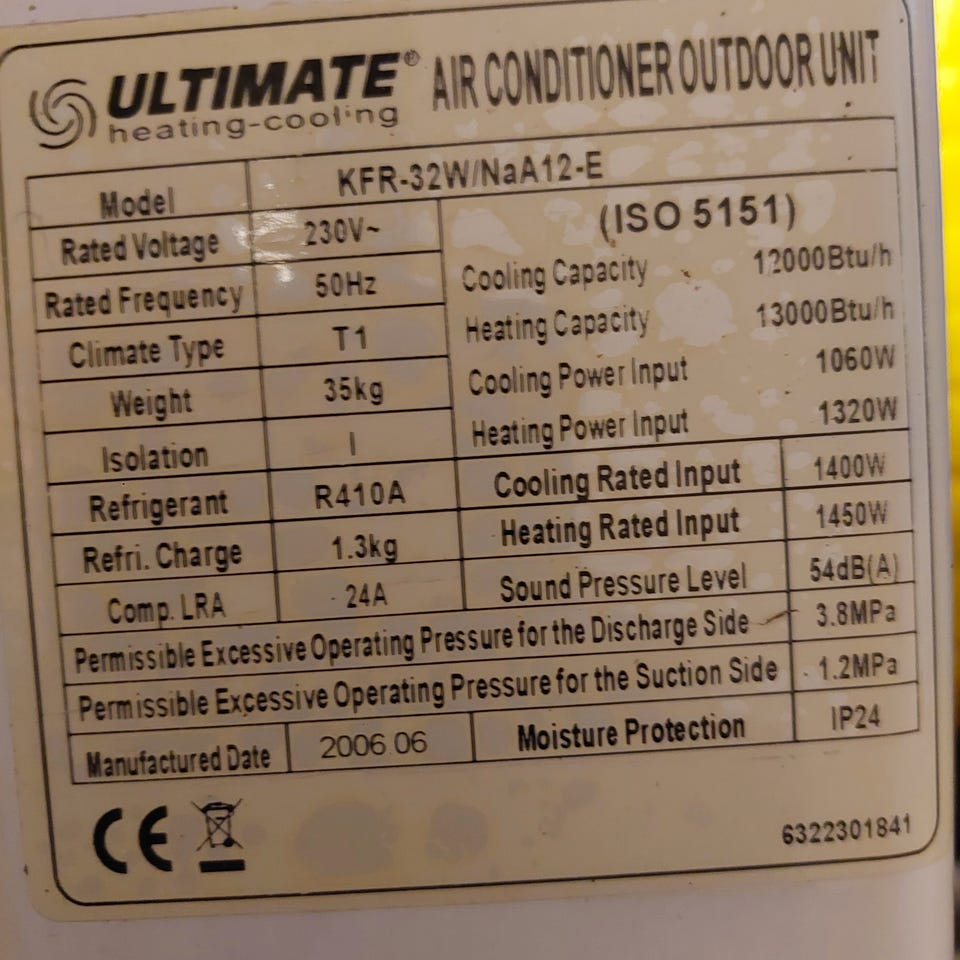 ULTIMATE® AIR CONDITIONER OUTDOOR UNIT
heating-cooling
Model KFR-32W/NaA12-E
Rated Voltage 230V~
Rated Frequency 50Hz
Climate Type T1
Weight 35kg
Isolation I
Refrigerant R410A
Refri. Charge 1.3kg
Comp. LRA 24A
(ISO 5151)
Cooling Capacity 12000Btu/h
Heating Capacity 13000Btu/h
Cooling Power Input 1060W
Heating Power Input 1320W
Cooling Rated Input 1400W
Heating Rated Input 1450W
Sound Pressure Level 54dB(A)
Permissible Excessive Operating Pressure for the Discharge Side 3.8MPa
Permissible Excessive Operating Pressure for the Suction Side 1.2MPa
Manufactured Date 2006.06 Moisture Protection IP24
CE
6322301841